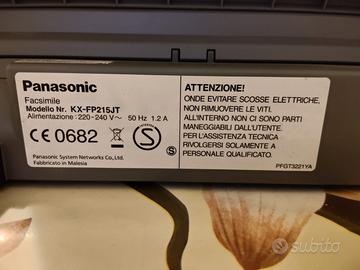 Panasonic
Facsimile
Modello Nr. KX-FP215JT
Alimentazione : 220-240 V~ 50 Hz 1.2 A
CE 0682
S
Panasonic System Networks Co., Ltd.
Fabbricato in Malesia
ATTENZIONE!
ONDE EVITARE SCOSSE ELETTRICHE,
NON RIMUOVERE LE VITI.
ALL'INTERNO NON CI SONO PARTI
MANEGGIABILI DALL'UTENTE.
PER L'ASSISTENZA TECNICA
RIVOLGERSI SOLAMENTE A
PERSONALE QUALIFICATO.
PFGT3221YA
subito